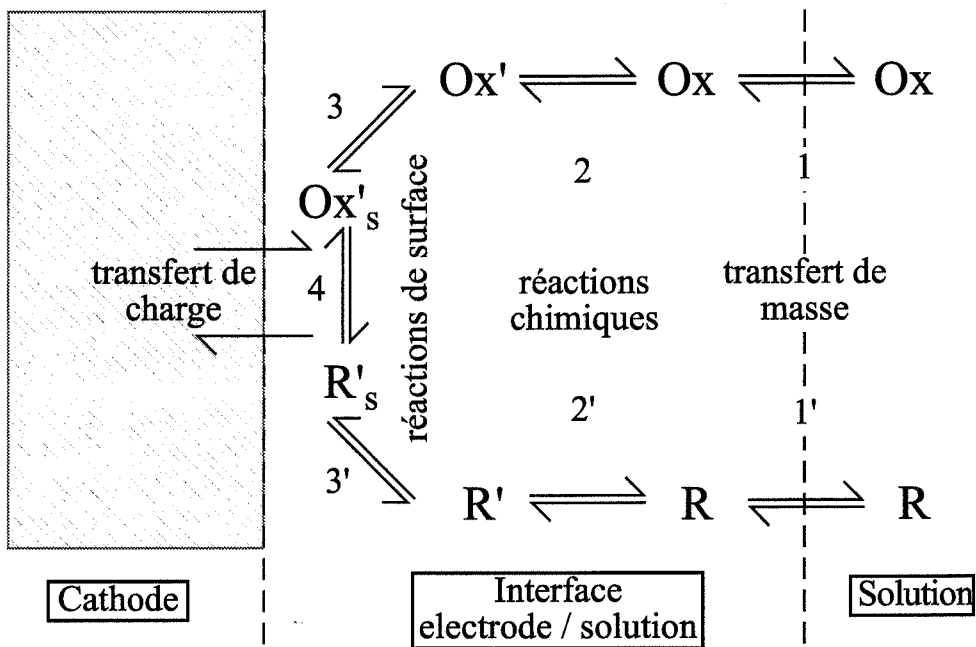 Ox' Ox Ox
3
2
1
Ox's
réactions de surface
transfert de
charge
4
réactions
chimiques
transfert de
masse
R's
2'
1'
3'
R' R R
Cathode
Interface
electrode / solution
Solution